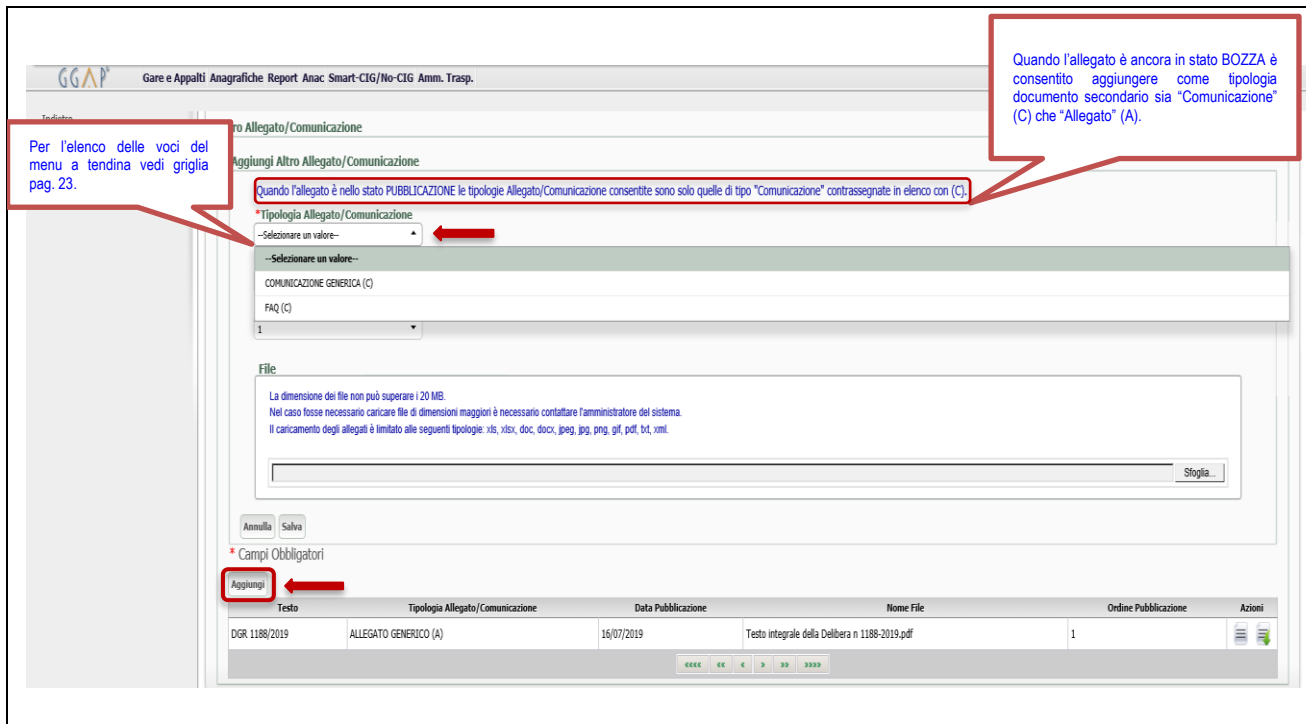 Quando l'allegato è ancora in stato BOZZA è
consentito aggiungere come tipologia
documento secondario sia "Comunicazione"
(C) che "Allegato" (A).
GGAP
Gare e Appalti Anagrafiche Report Anac Smart-CIG/No-CIG Amm. Trasp.
Per l'elenco delle voci del
menu a tendina vedi griglia
pag. 23.
ro Allegato/Comunicazione
Aggiungi Altro Allegato/Comunicazione
Quando l'allegato è nello stato PUBBLICAZIONE le tipologie Allegato/Comunicazione consentite sono solo quelle di tipo "Comunicazione" contrassegnate in elenco con (C).
*Tipologia Allegato/Comunicazione
--Selezionare un valore--
--Selezionare un valore--
COMUNICAZIONE GENERICA (C)
FAQ (C)
1
File
La dimensione dei file non può superare i 20 MB.
Nel caso fosse necessario caricare file di dimensioni maggiori è necessario contattare l'amministratore del sistema.
Il caricamento degli allegati è limitato alle seguenti tipologie: xls, xlsx, doc, docx, jpeg, jpg, png, gif, pdf, txt, xml.
Sfoglia...
Annulla Salva
* Campi Obbligatori
Aggiungi
Testo Tipologia Allegato/Comunicazione Data Pubblicazione Nome File Ordine Pubblicazione Azioni
DGR 1188/2019 ALLEGATO GENERICO (A) 16/07/2019 Testo integrale della Delibera n 1188-2019.pdf 1
<<<< << < > >> >>>>